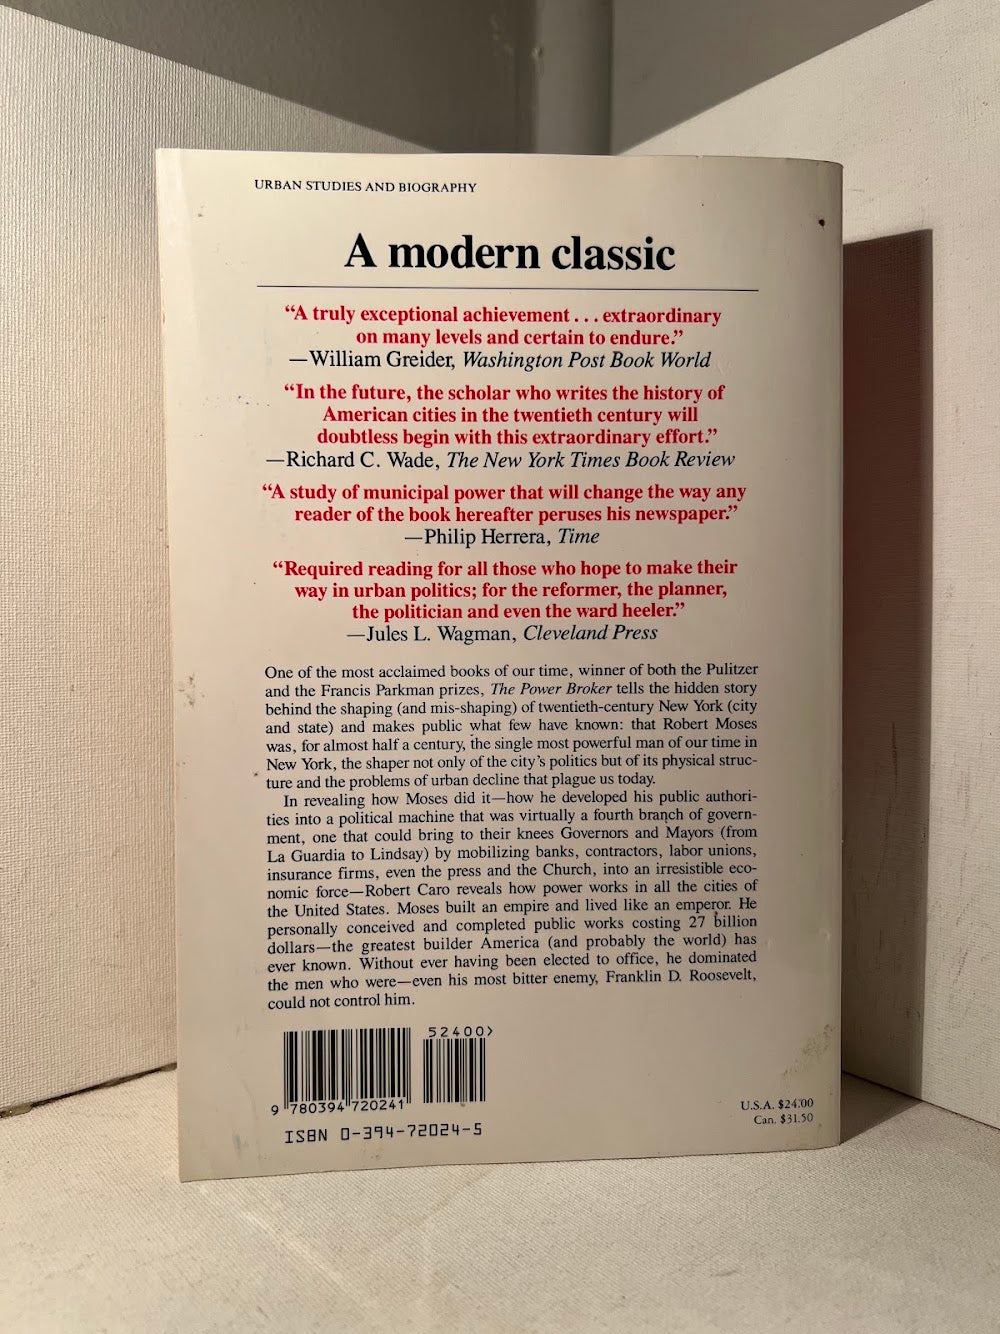 URBAN STUDIES AND BIOGRAPHY
A modern classic
“A truly exceptional achievement . . . extraordinary
on many levels and certain to endure.”
—William Greider, Washington Post Book World
“In the future, the scholar who writes the history of
American cities in the twentieth century will
doubtless begin with this extraordinary effort.”
—Richard C. Wade, The New York Times Book Review
“A study of municipal power that will change the way any
reader of the book hereafter peruses his newspaper.”
—Philip Herrera, Time
“Required reading for all those who hope to make their
way in urban politics; for the reformer, the planner,
the politician and even the ward heeler.”
—Jules L. Wagman, Cleveland Press
One of the most acclaimed books of our time, winner of both the Pulitzer
and the Francis Parkman prizes, The Power Broker tells the hidden story
behind the shaping (and mis-shaping) of twentieth-century New York (city
and state) and makes public what few have known: that Robert Moses
was, for almost half a century, the single most powerful man of our time in
New York, the shaper not only of the city’s politics but of its physical struc-
ture and the problems of urban decline that plague us today.
In revealing how Moses did it—how he developed his public authori-
ties into a political machine that was virtually a fourth branch of govern-
ment, one that could bring to their knees Governors and Mayors (from
La Guardia to Lindsay) by mobilizing banks, contractors, labor unions,
insurance firms, even the press and the Church, into an irresistible eco-
nomic force—Robert Caro reveals how power works in all the cities of
the United States. Moses built an empire and lived like an emperor. He
personally conceived and completed public works costing 27 billion
dollars—the greatest builder America (and probably the world) has
ever known. Without ever having been elected to office, he dominated
the men who were—even his most bitter enemy, Franklin D. Roosevelt,
could not control him.
52400>
9 780394 720241
ISBN 0-394-72024-5
U.S.A. $24.00
Can. $31.50